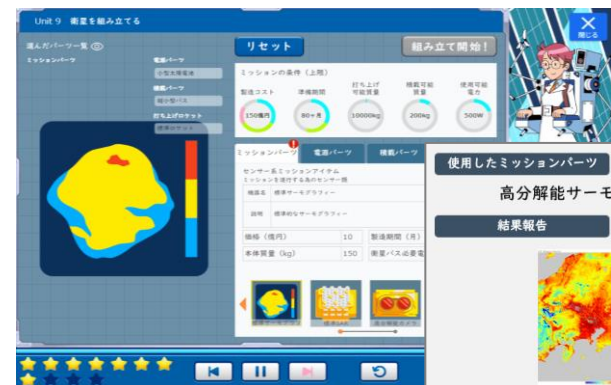 Unit 9 衛星を組み立てる
閉じる
選んだパーツ一覧
リセット
組み立て開始!
ミッションパーツ
電源パーツ
小型太陽電池
機載パーツ
超小型バス
打ち上げロケット
標準ロケット
ミッションの条件(上限)
製造コスト
準備期間
打ち上げ
可能質量
搭載可能
質量
使用可能
電力
150億円
80ヶ月
10000kg
200kg
500W
ミッションパーツ
電源パーツ
機載パーツ
センサー系ミッションアイテム
ミッションを遂行する為のセンサー類
機器名 標準サーモグラフィー
説明 標準的なサーモグラフィー
価格(億円) 10 製造期間(月)
本体質量(kg) 150 衛星バス必要電
使用したミッションパーツ
高分解能サーモ
結果報告